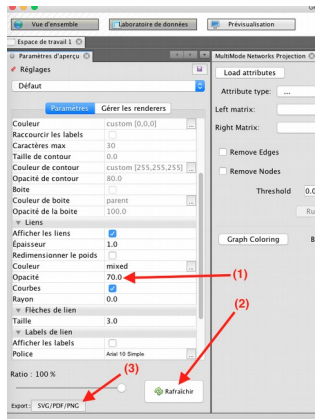 Vue d'ensemble
Laboratoire de données
Prévisualisation
Espace de travail 1
Paramètres d'aperçu
MultiMode Networks Projection
Réglages
Load attributes
Défaut
Attribute type: ...
Left matrix:
Paramètres
Gérer les renderers
Right Matrix:
Couleur custom [0,0,0] ...
Raccourcir les labels
Caractères max 30
Remove Edges
Taille de contour 0.0
Couleur de contour custom [255,255,255] ...
Remove Nodes
Opacité de contour 80.0
Boite
Threshold 0.0
Couleur de boite parent ...
Opacité de la boite 100.0
Ru
Liens
Afficher les liens
Graph Coloring
B
Épaisseur 1.0
Redimensionner le poids
Couleur mixed ...
Opacité 70.0
(1)
Courbes
(2)
Rayon 0.0
Flèches de lien
Taille 3.0
Labels de lien
Afficher les labels
Police Arial 10 Simple ...
(3)
Ratio : 100 %
Rafraîchir
Export : SVG/PDF/PNG